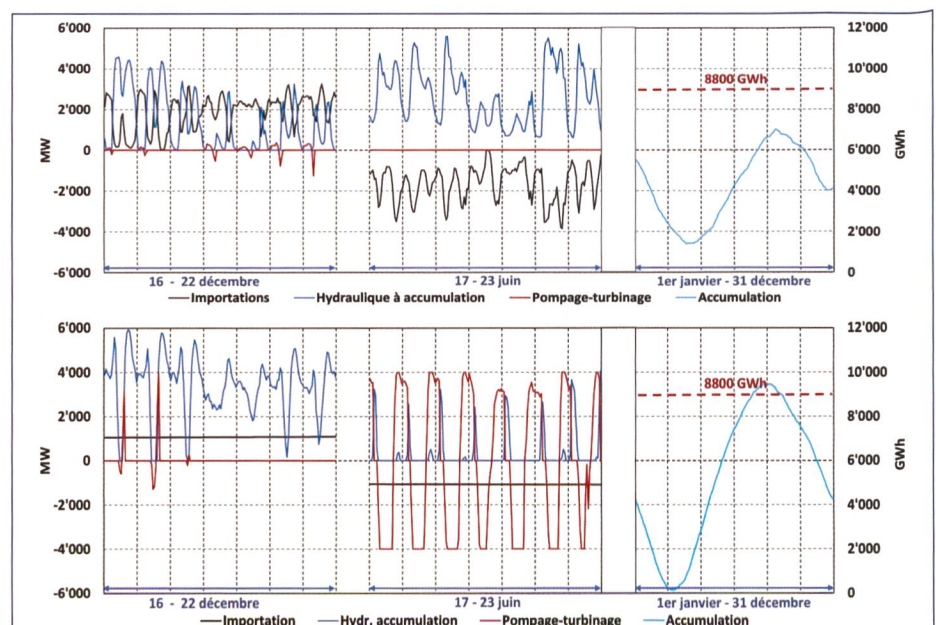 6'000
4'000
2'000
0
-2'000
-4'000
-6'000
MW
8800 GWh
12'000
10'000
8'000
6'000
4'000
2'000
0
GWh
16 - 22 décembre
17 - 23 juin
1er janvier - 31 décembre
Importations
Hydraulique à accumulation
Pompage-turbinage
Accumulation
6'000
4'000
2'000
0
-2'000
-4'000
-6'000
MW
8800 GWh
12'000
10'000
8'000
6'000
4'000
2'000
0
GWh
16 - 22 décembre
17 - 23 juin
1er janvier - 31 décembre
Importation
Hydr. accumulation
Pompage-turbinage
Accumulation